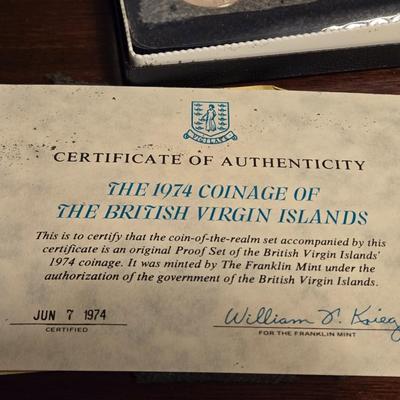 VIGILATE
CERTIFICATE OF AUTHENTICITY
THE 1974 COINAGE OF
THE BRITISH VIRGIN ISLANDS
This is to certify that the coin-of-the-realm set accompanied by this
certificate is an original Proof Set of the British Virgin Islands'
1974 coinage. It was minted by The Franklin Mint under the
authorization of the government of the British Virgin Islands.
JUN 7 1974
CERTIFIED
William
FOR THE FRANKLIN MINT